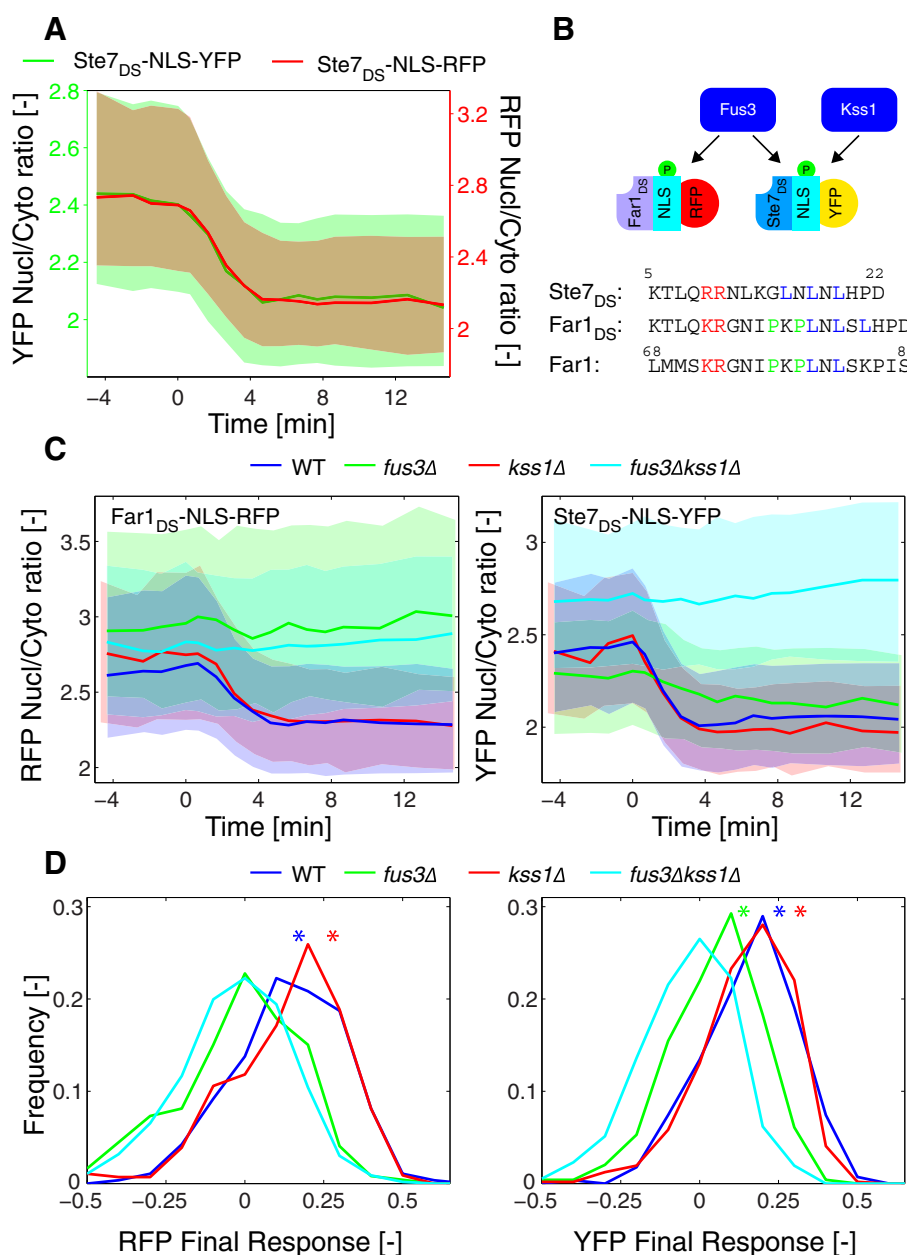 A
Ste7DS-NLS-YFP
Ste7DS-NLS-RFP
YFP Nucl/Cyto ratio [-]
2.8
2.6
2.4
2.2
2
RFP Nucl/Cyto ratio [-]
3.2
2.8
2.4
2
−4 0 4 8 12
Time [min]
B
Fus3
Kss1
P
P
Far1DS
NLS
RFP
Ste7DS
NLS
YFP
5 22
Ste7DS: KTLQRRNLKGLNLNLHPD
Far1DS: KTLQKRGNIPKPLNLSLHPD
Far1: LMMSKRGNIPKPLNLSKPIS
68 8
C
WT fus3Δ kss1Δ fus3Δkss1Δ
Far1DS-NLS-RFP
RFP Nucl/Cyto ratio [-]
3.5
3
2.5
2
−4 0 4 8 12
Time [min]
Ste7DS-NLS-YFP
YFP Nucl/Cyto ratio [-]
3
2.5
2
−4 0 4 8 12
Time [min]
D
WT fus3Δ kss1Δ fus3Δkss1Δ
Frequency [-]
0.3
0.2
0.1
0
* *
−0.5 −0.25 0 0.25 0.5
RFP Final Response [-]
0.3
0.2
0.1
0
* * *
−0.5 −0.25 0 0.25 0.5
YFP Final Response [-]